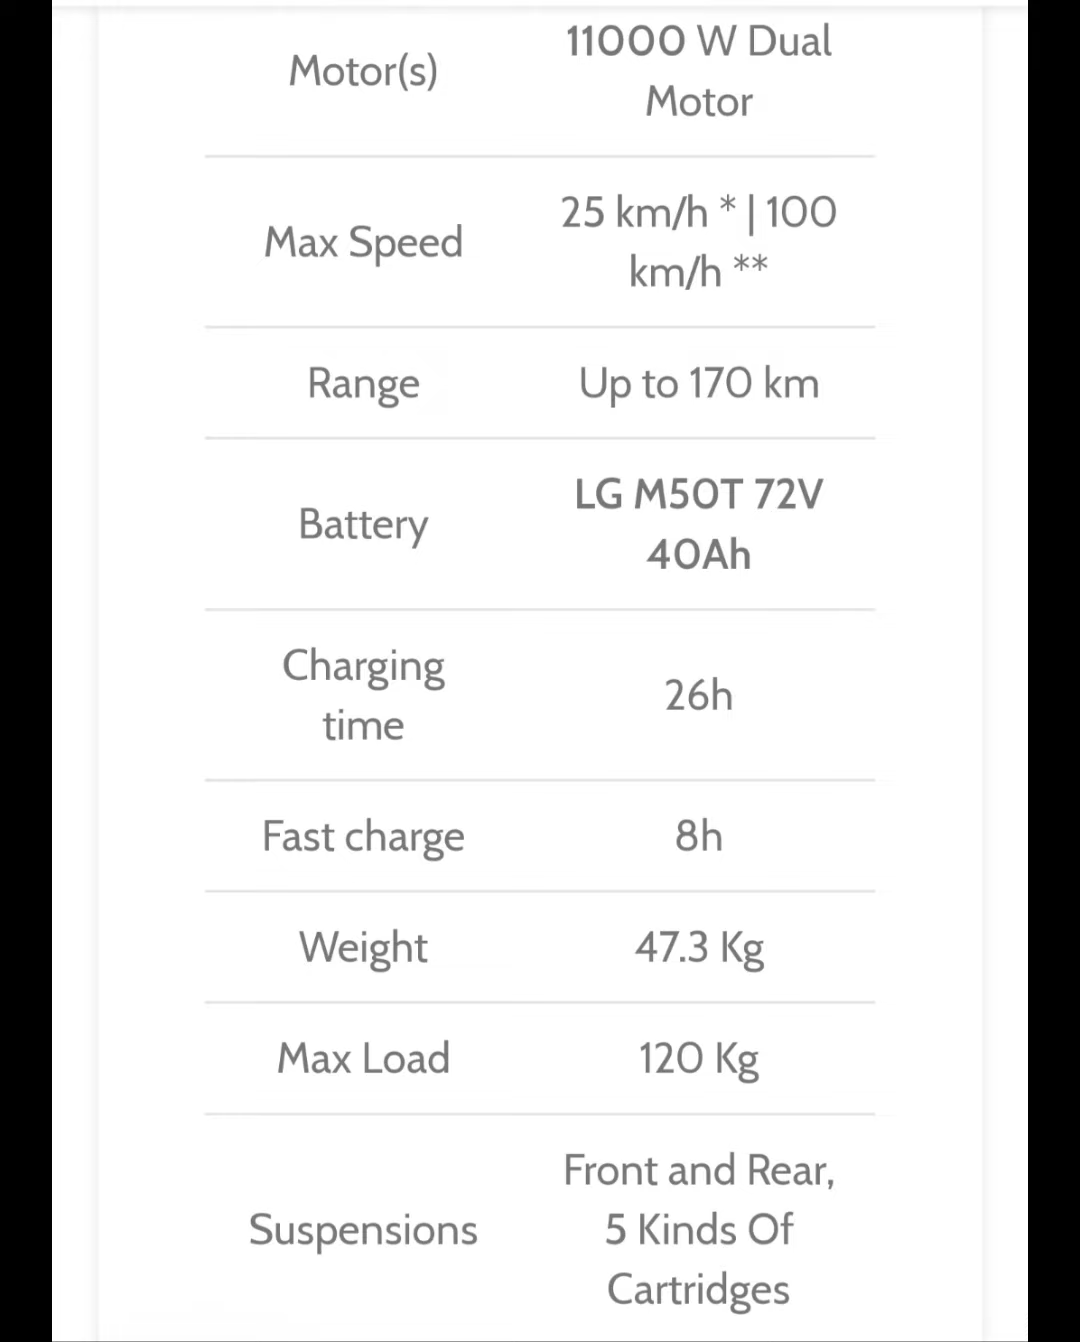 Motor(s)
11000 W Dual
Motor
Max Speed
25 km/h * | 100
km/h **
Range
Up to 170 km
Battery
LG M50T 72V
40Ah
Charging
time
26h
Fast charge
8h
Weight
47.3 Kg
Max Load
120 Kg
Suspensions
Front and Rear,
5 Kinds Of
Cartridges